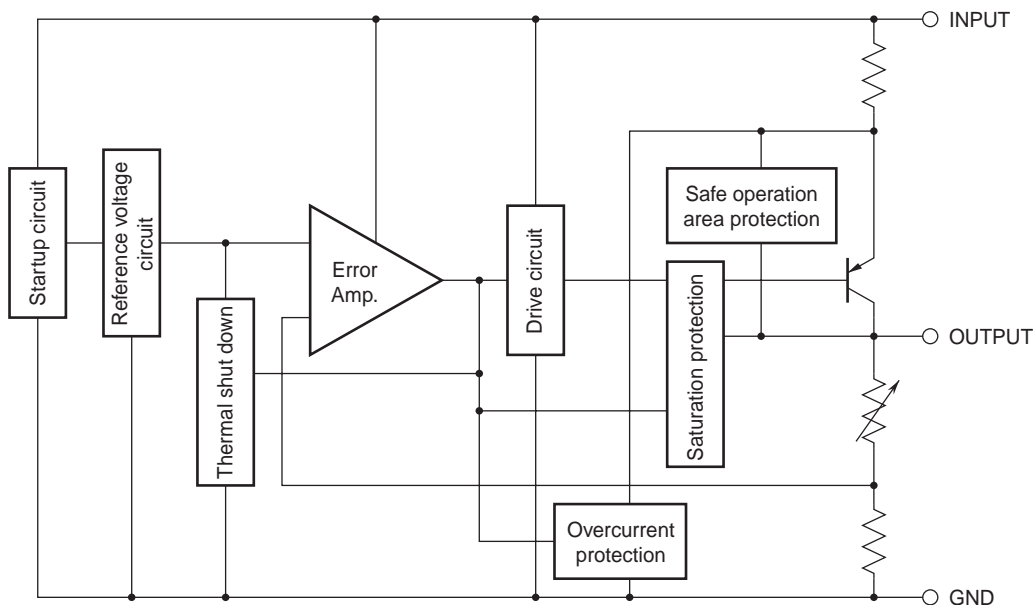 INPUT
Safe operation
area protection
Startup circuit
Reference voltage
circuit
Error
Amp.
Drive circuit
Saturation protection
OUTPUT
Thermal shut down
Overcurrent
protection
GND